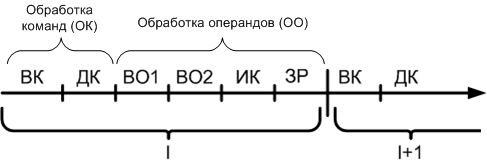 Обработка
команд (ОК)
Обработка операндов (ОО)
ВК ДК ВО1 ВО2 ИК ЗР ВК ДК
I I+1